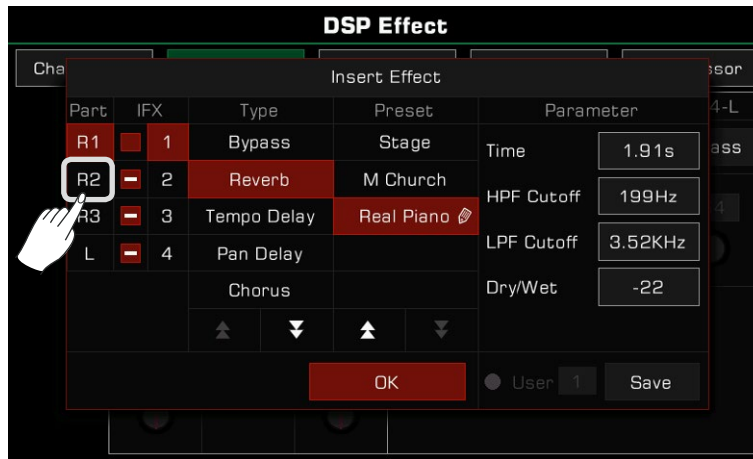 DSP Effect
Cha ssor
Insert Effect
4-L
Part IFX Type Preset Parameter
R1 1 Bypass Stage
ass
Time 1.91s
R2 2 Reverb M Church
HPF Cutoff 199Hz
4
R3 3 Tempo Delay Real Piano
LPF Cutoff 3.52KHz
L 4 Pan Delay
Chorus
Dry/Wet -22
OK User 1 Save